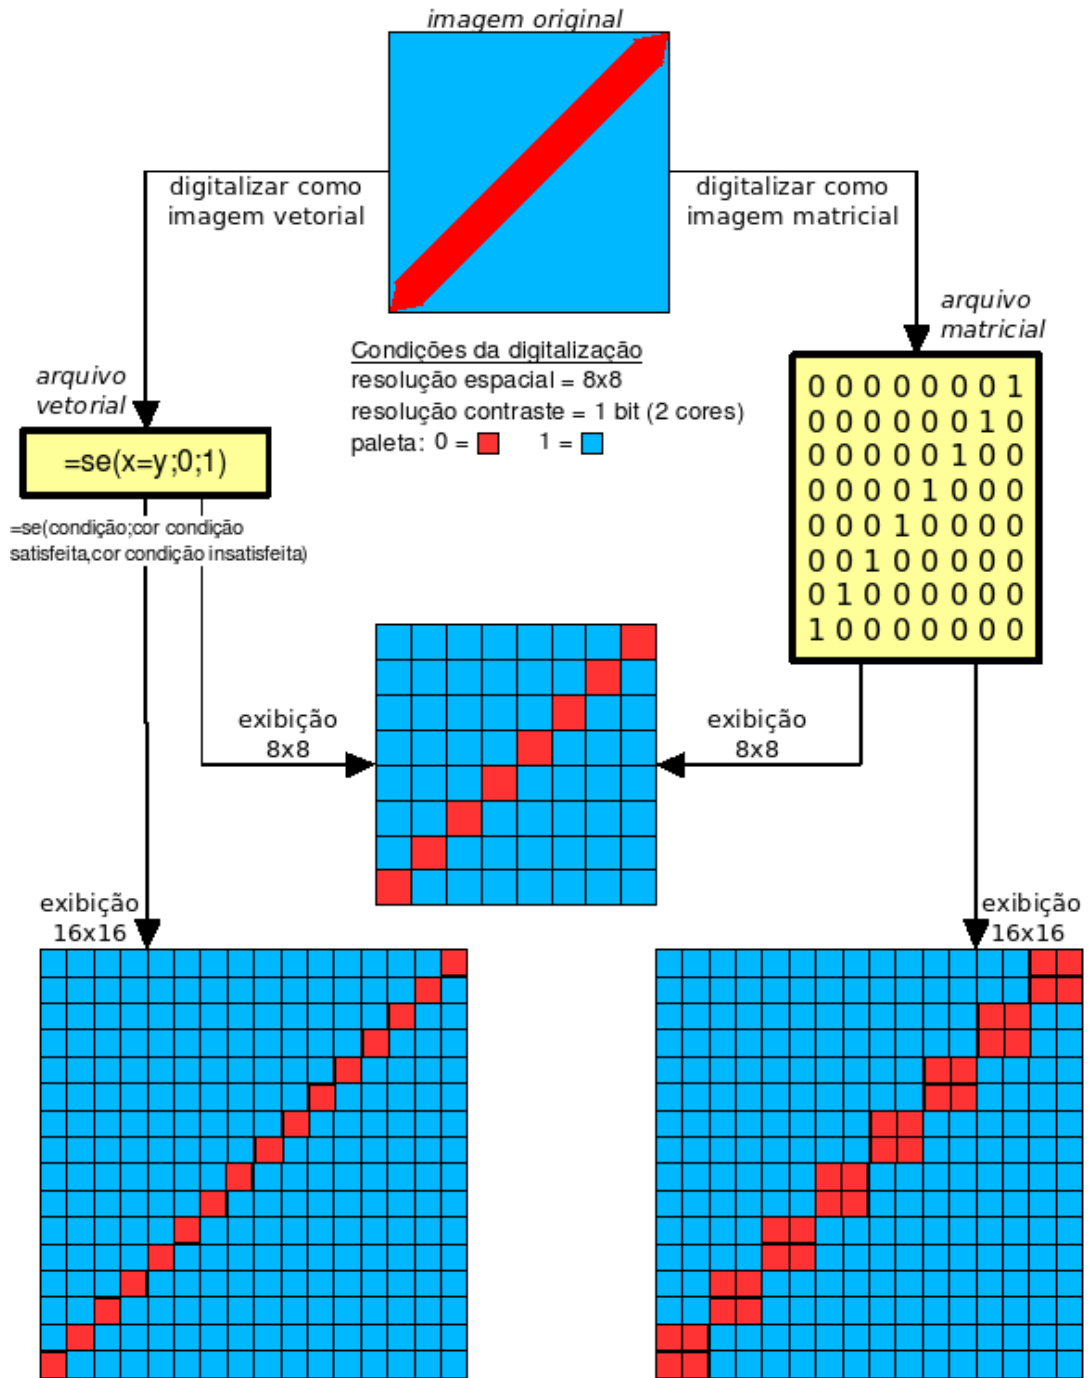 imagem original
digitalizar como
imagem vetorial
digitalizar como
imagem matricial
arquivo
matricial
Condições da digitalização
resolução espacial = 8x8
resolução contraste = 1 bit (2 cores)
paleta: 0 = 1 =
arquivo
vetorial
=se(x=y;0;1)
=se(condição;cor condição
satisfeita,cor condição insatisfeita)
0 0 0 0 0 0 0 1
0 0 0 0 0 0 1 0
0 0 0 0 0 1 0 0
0 0 0 0 1 0 0 0
0 0 0 1 0 0 0 0
0 0 1 0 0 0 0 0
0 1 0 0 0 0 0 0
1 0 0 0 0 0 0 0
exibição
8x8
exibição
8x8
exibição
16x16
exibição
16x16